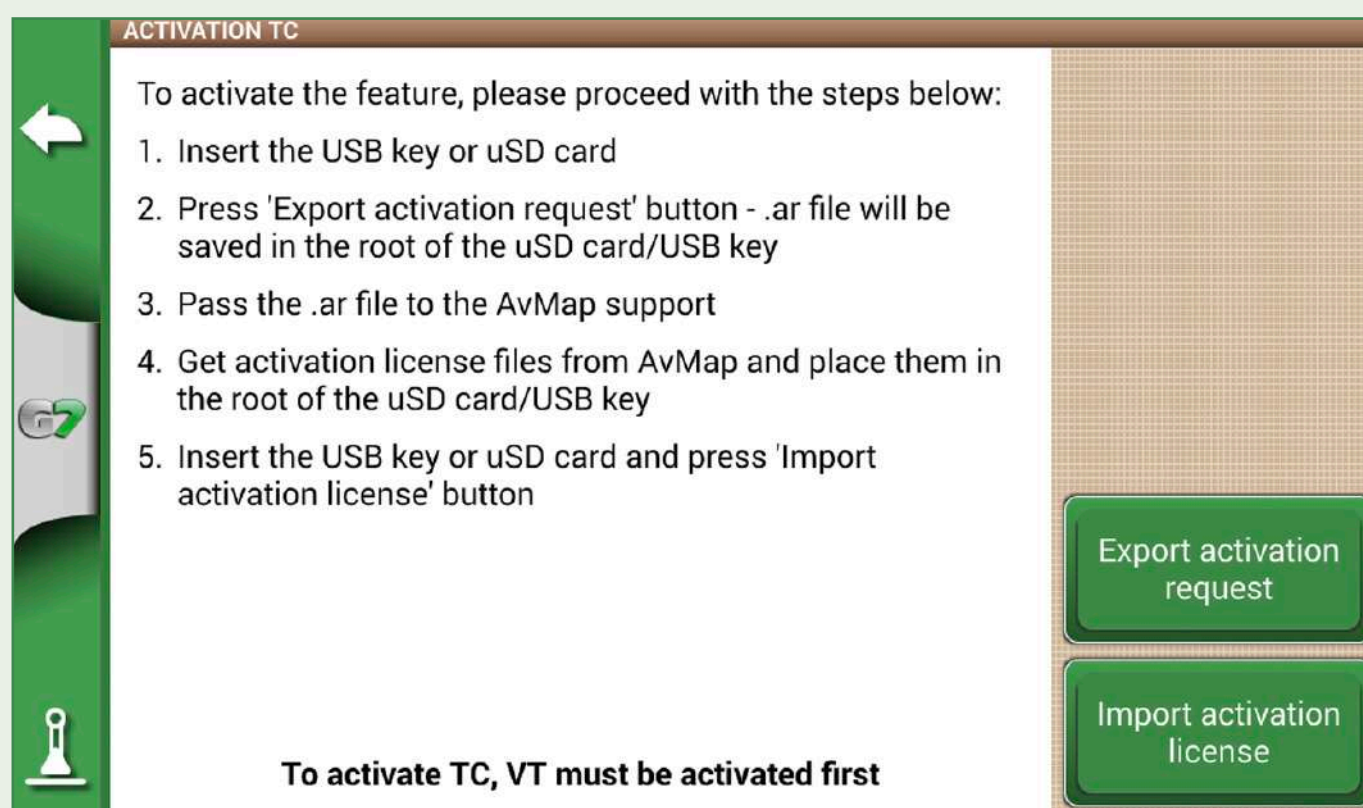 ACTIVATION TC
To activate the feature, please proceed with the steps below:
1. Insert the USB key or uSD card
2. Press 'Export activation request' button - .ar file will be
saved in the root of the uSD card/USB key
3. Pass the .ar file to the AvMap support
4. Get activation license files from AvMap and place them in
the root of the uSD card/USB key
5. Insert the USB key or uSD card and press 'Import
activation license' button
G7
Export activation
request
Import activation
license
To activate TC, VT must be activated first